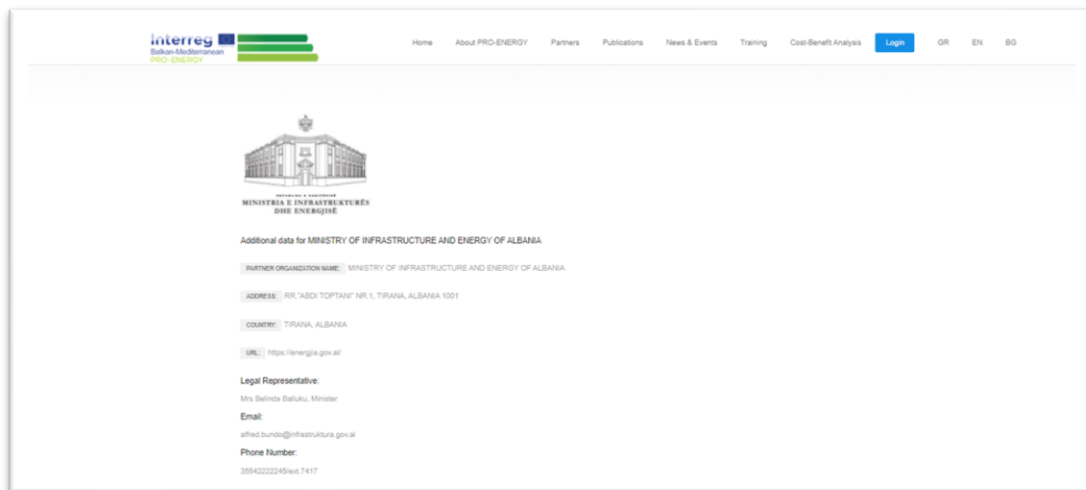 Interreg
Balkan-Mediterranean
PRO-ENERGY
Home About PRO-ENERGY Partners Publications News & Events Training Cost-Benefit Analysis Login GR EN BG
REPUBLIKA E SHQIPËRISË
MINISTRIA E INFRASTRUKTURËS
DHE ENERGJISË
Additional data for MINISTRY OF INFRASTRUCTURE AND ENERGY OF ALBANIA
PARTNER ORGANIZATION NAME: MINISTRY OF INFRASTRUCTURE AND ENERGY OF ALBANIA
ADDRESS: RR."ABDI TOPTANI" NR.1, TIRANA, ALBANIA 1001
COUNTRY: TIRANA, ALBANIA
URL: https://energjia.gov.al/
Legal Representative:
Mrs Belinda Balluku, Minister
Email:
alfred.bundo@infrastruktura.gov.al
Phone Number:
35542222245/ext.7417